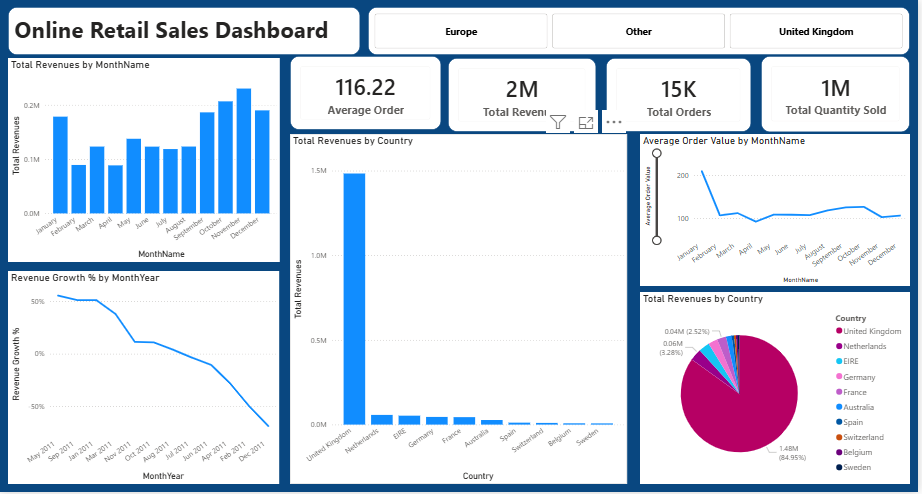 Online Retail Sales Dashboard
Europe
Other
United Kingdom
Total Revenues by MonthName
0.2M
0.1M
0.0M
Total Revenues
January
February
March
April
May
June
July
August
September
October
November
December
MonthName
116.22
Average Order
2M
Total Revenu
15K
Total Orders
1M
Total Quantity Sold
Revenue Growth % by MonthYear
50%
0%
50%
Revenue Growth %
May 2011
Sep 2011
Jan 2011
Mar 2011
Nov 2011
Oct 2011
Aug 2011
Jul 2011
Jun 2011
Apr 2011
Feb 2011
Dec 2011
MonthYear
Total Revenues by Country
1.5M
1.0M
0.5M
0.0M
Total Revenues
United Kingdom
Netherlands
EIRE
Germany
France
Australia
Spain
Switzerland
Belgium
Sweden
Country
Average Order Value by MonthName
200
100
Average Order Value
January
February
March
April
May
June
July
August
September
October
November
December
MonthName
Total Revenues by Country
0.04M (2.52%)
0.06M
(3.28%)
1.48M
(84.95%)
Country
United Kingdom
Netherlands
EIRE
Germany
France
Australia
Spain
Switzerland
Belgium
Sweden